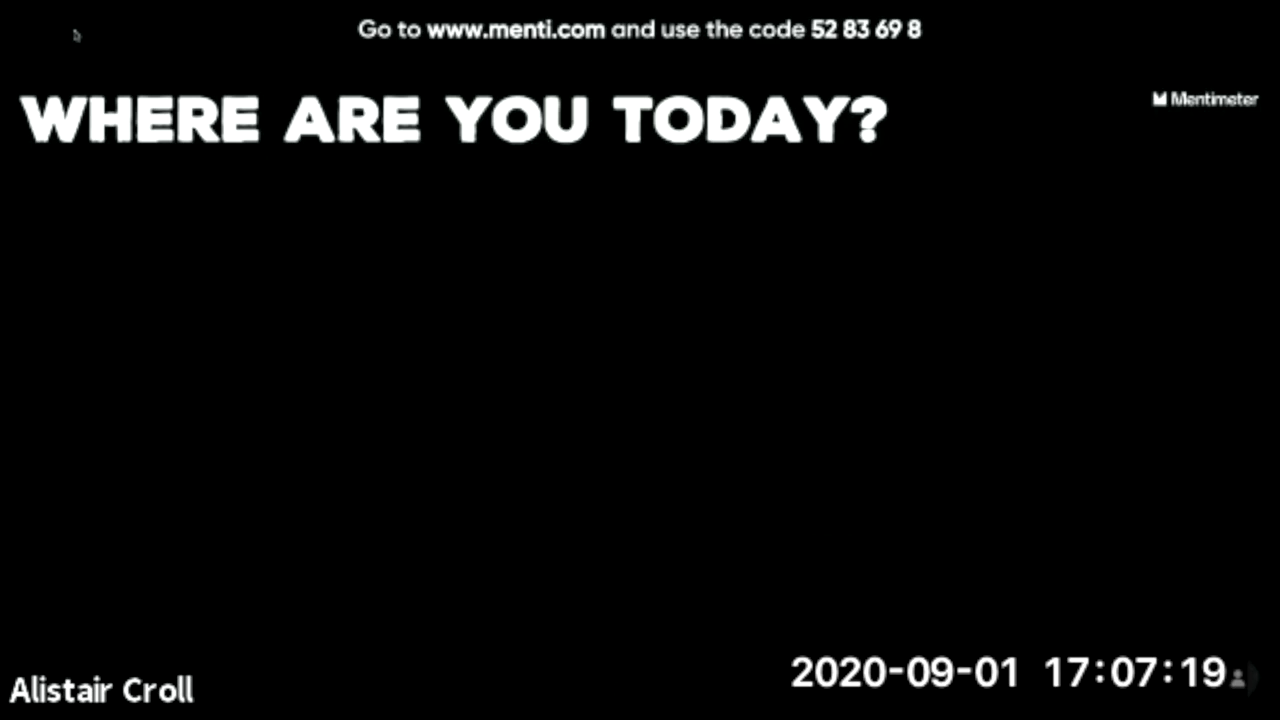 Go to www.menti.com and use the code 52 83 69 8
WHERE ARE YOU TODAY?
Mentimeter
Alistair Croll
2020-09-01 17:07:19